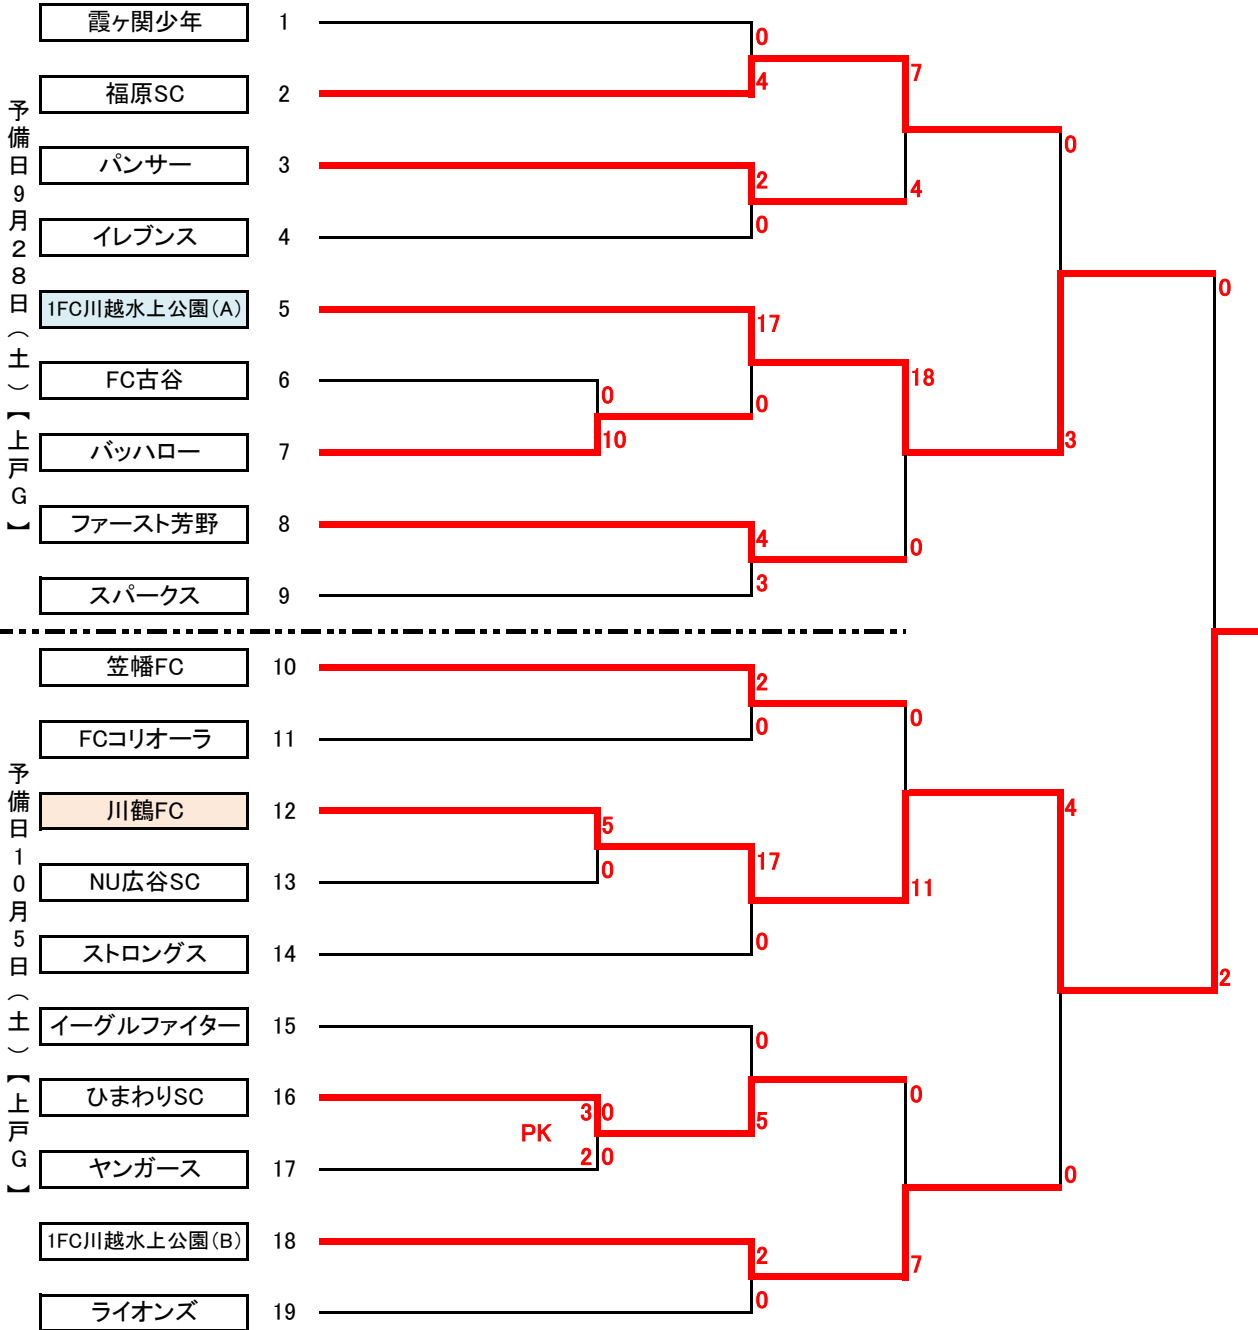 霞ヶ関少年 1
0
7
福原SC 2
4
0
パンサー 3
2
4
イレブンス 4
0
0
1FC川越水上公園(A) 5
17
18
FC古谷 6
0
0
3
バッハロー 7
10
ファースト芳野 8
4
0
スパークス 9
3
予備日9月28日(土)【上戸G】
笠幡FC 10
2
0
FCコリオーラ 11
0
川鶴FC 12
5
4
NU広谷SC 13
0
17
11
ストロングス 14
0
2
イーグルファイター 15
0
0
ひまわりSC 16
3 0
PK
5
ヤンガース 17
2 0
0
1FC川越水上公園(B) 18
2
7
ライオンズ 19
0
予備日10月5日(土)【上戸G】